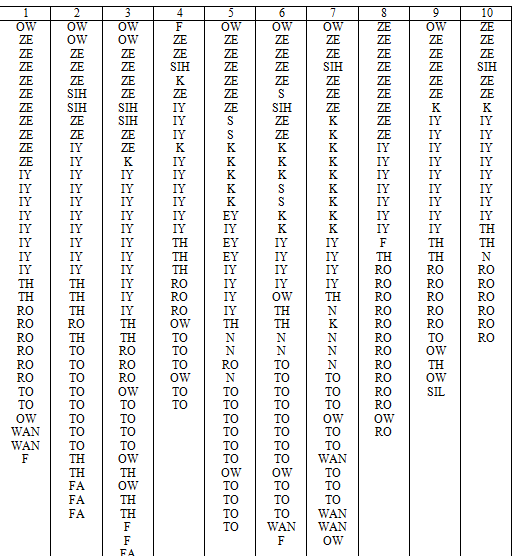 1 2 3 4 5 6 7 8 9 10
OW OW OW F OW OW OW ZE OW ZE
ZE OW OW ZE ZE ZE ZE ZE ZE ZE
ZE ZE ZE ZE ZE ZE ZE ZE ZE ZE
ZE ZE ZE SIH ZE ZE SIH ZE ZE SIH
ZE ZE ZE K ZE ZE ZE ZE ZE ZE
ZE SIH ZE ZE ZE S ZE ZE ZE ZE
ZE SIH SIH IY ZE SIH ZE ZE K K
ZE ZE SIH IY S ZE K ZE IY IY
ZE ZE ZE IY S ZE K ZE IY IY
ZE IY ZE K K K K IY IY IY
ZE IY K IY K K K IY IY IY
IY IY IY IY K K K IY IY IY
IY IY IY IY K S K IY IY IY
IY IY IY IY K S K IY IY IY
IY IY IY IY EY K K IY IY IY
IY IY IY IY IY K K IY IY TH
IY IY IY TH EY IY IY F TH TH
IY IY IY TH EY IY IY TH TH N
IY IY IY TH IY IY IY RO RO RO
TH TH IY RO IY IY IY RO RO RO
TH TH IY RO IY OW TH RO RO RO
RO TH IY RO IY TH N RO RO RO
RO RO TH OW TH TH K RO RO RO
RO TH TH TO N N N RO TO RO
RO TO RO TO N N N RO OW
RO TO RO TO RO TO N RO TH
RO TO RO OW N TO TO RO OW
TO TO OW TO TO TO TO RO SIL
TO TO TO TO TO TO TO RO
OW TO TO TO TO OW OW
WAN TO TO TO TO TO RO
WAN TO TO TO TO TO
F TH OW TO TO WAN
TH TH OW OW TO
FA OW TO TO TO
FA TH TO TO TO
FA TH TO TO WAN
F TO WAN WAN
F F OW
FA